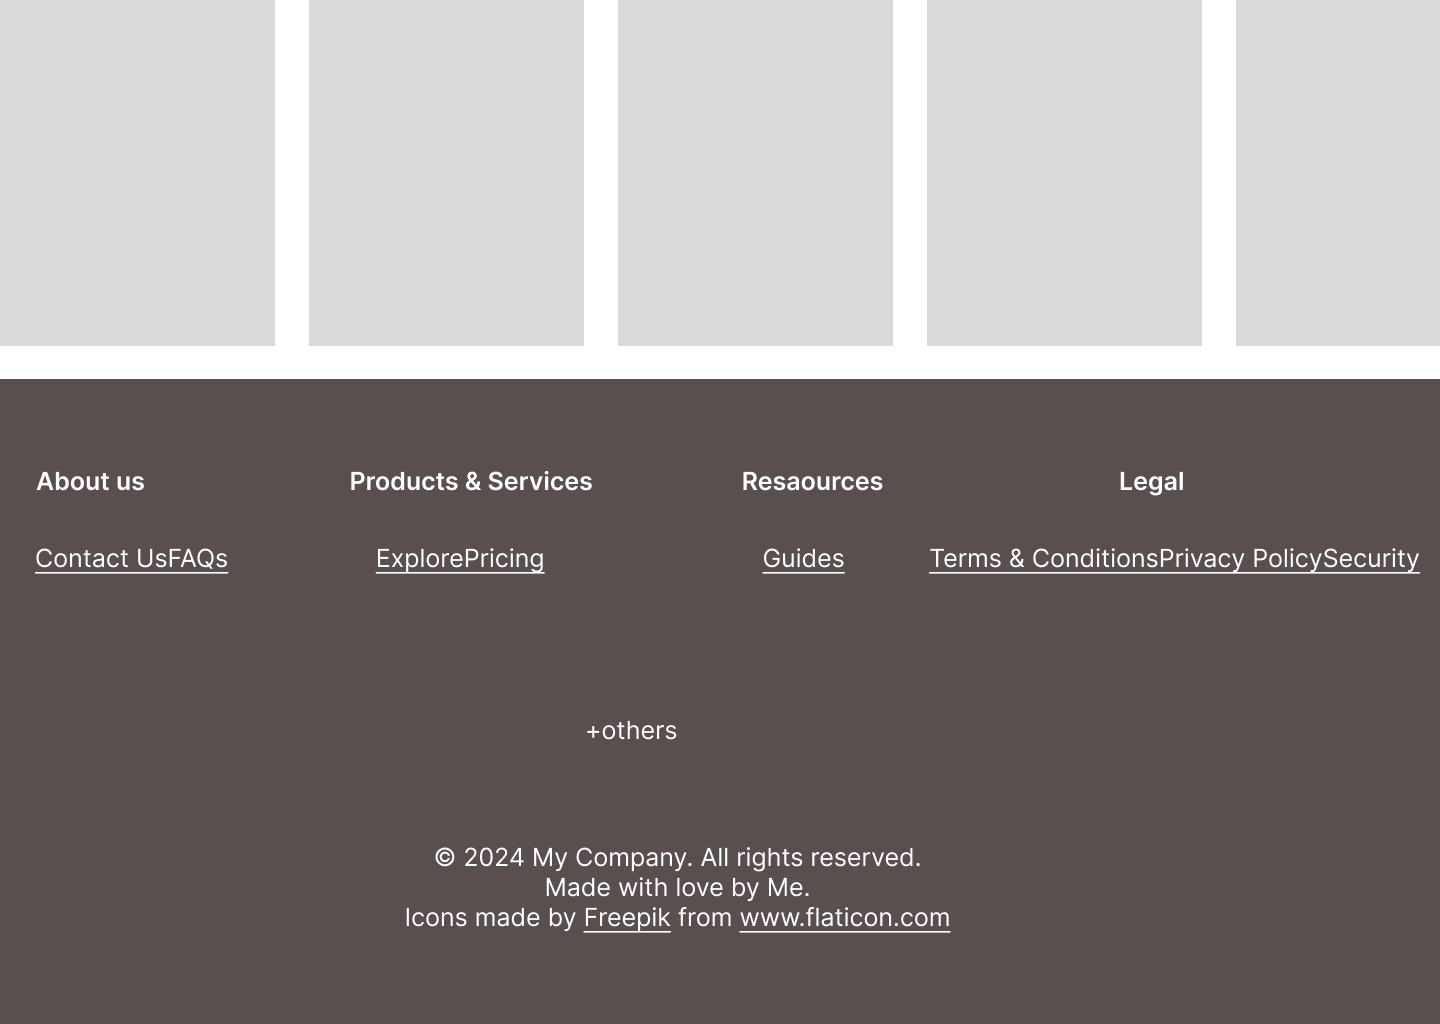 About us
Products & Services
Resaources
Legal
Contact UsFAQs
ExplorePricing
Guides
Terms & ConditionsPrivacy PolicySecurity
+others
© 2024 My Company. All rights reserved.
Made with love by Me.
Icons made by Freepik from www.flaticon.com